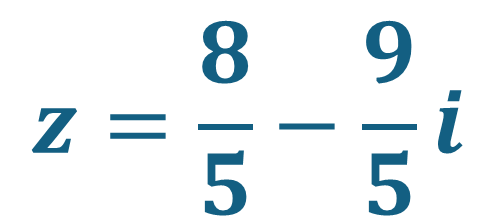 z = 8/5 − 9/5 i